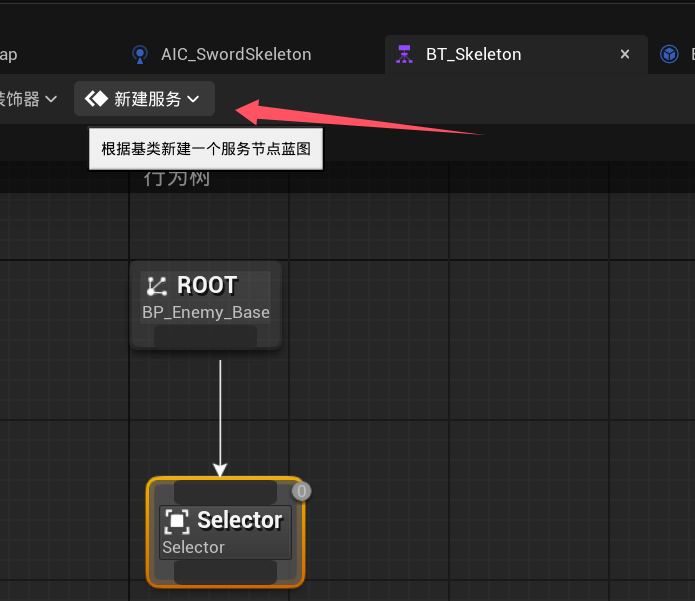 ap
AIC_SwordSkeleton
BT_Skeleton
装饰器
新建服务
根据基类新建一个服务节点蓝图
行为树
ROOT
BP_Enemy_Base
0
Selector
Selector